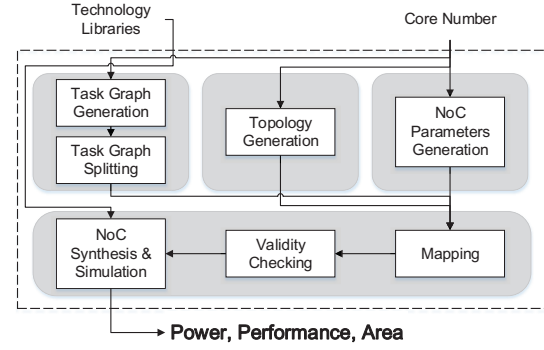 Technology
Libraries
Core Number
Task Graph
Generation
Task Graph
Splitting
Topology
Generation
NoC
Parameters
Generation
NoC
Synthesis &
Simulation
Validity
Checking
Mapping
Power, Performance, Area